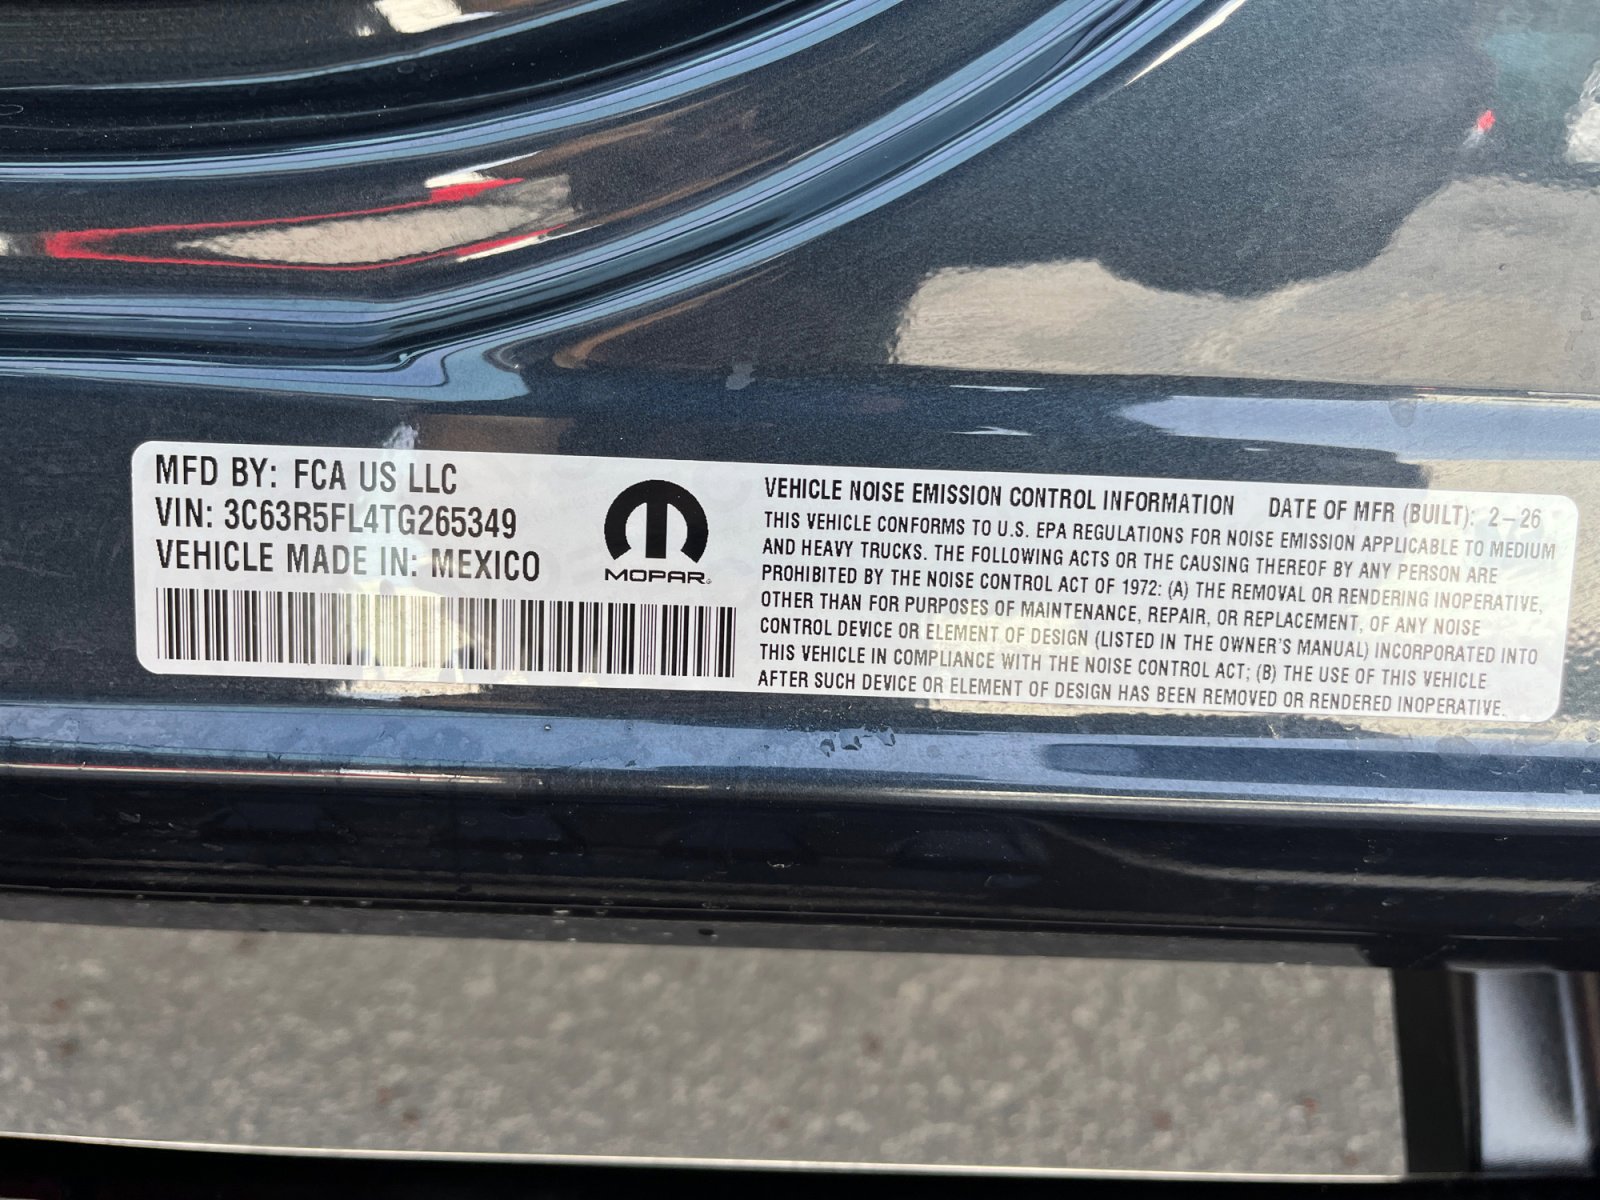 MFD BY: FCA US LLC
VIN: 3C63R5FL4TG265349
VEHICLE MADE IN: MEXICO
MOPAR®
VEHICLE NOISE EMISSION CONTROL INFORMATION DATE OF MFR (BUILT): 2-26
THIS VEHICLE CONFORMS TO U.S. EPA REGULATIONS FOR NOISE EMISSION APPLICABLE TO MEDIUM
AND HEAVY TRUCKS. THE FOLLOWING ACTS OR THE CAUSING THEREOF BY ANY PERSON ARE
PROHIBITED BY THE NOISE CONTROL ACT OF 1972: (A) THE REMOVAL OR RENDERING INOPERATIVE,
OTHER THAN FOR PURPOSES OF MAINTENANCE, REPAIR, OR REPLACEMENT, OF ANY NOISE
CONTROL DEVICE OR ELEMENT OF DESIGN (LISTED IN THE OWNER'S MANUAL) INCORPORATED INTO
THIS VEHICLE IN COMPLIANCE WITH THE NOISE CONTROL ACT; (B) THE USE OF THIS VEHICLE
AFTER SUCH DEVICE OR ELEMENT OF DESIGN HAS BEEN REMOVED OR RENDERED INOPERATIVE.